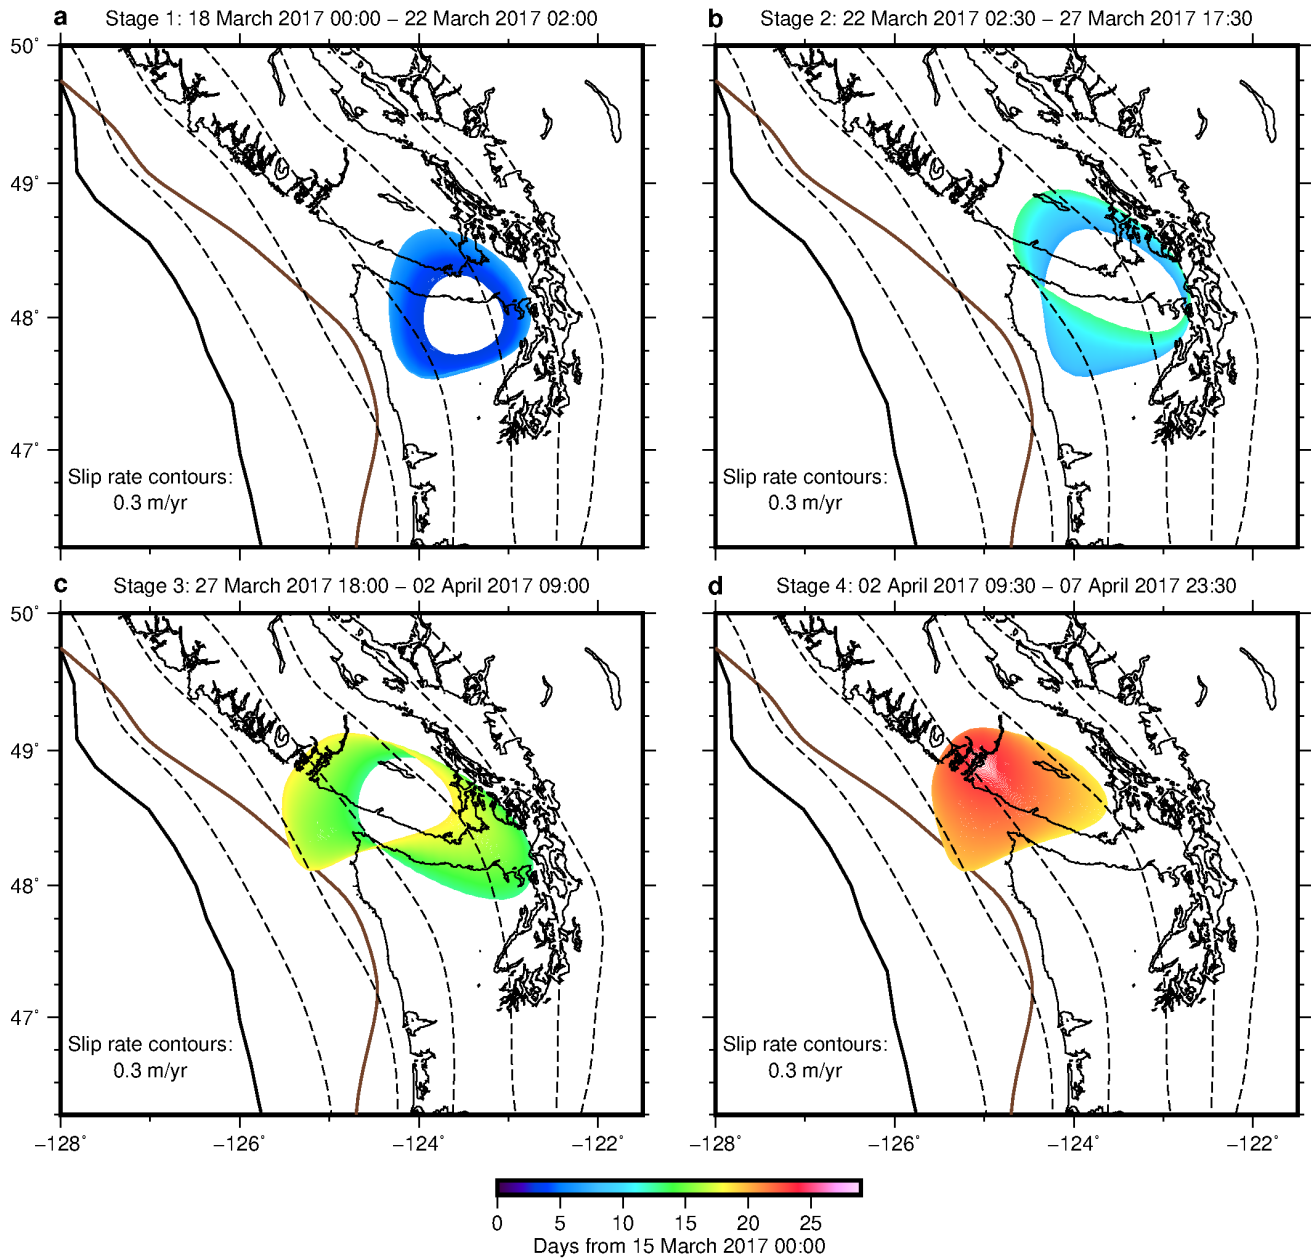 a Stage 1: 18 March 2017 00:00 – 22 March 2017 02:00
b Stage 2: 22 March 2017 02:30 – 27 March 2017 17:30
50˚
49˚
48˚
47˚
Slip rate contours:
0.3 m/yr
Slip rate contours:
0.3 m/yr
c Stage 3: 27 March 2017 18:00 – 02 April 2017 09:00
d Stage 4: 02 April 2017 09:30 – 07 April 2017 23:30
50˚
49˚
48˚
47˚
Slip rate contours:
0.3 m/yr
Slip rate contours:
0.3 m/yr
−128˚ −126˚ −124˚ −122˚
−128˚ −126˚ −124˚ −122˚
0 5 10 15 20 25
Days from 15 March 2017 00:00